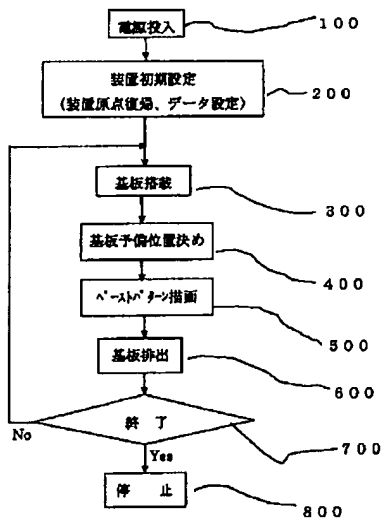 電源投入
100
装置初期設定
(装置原点復帰、データ設定)
200
基板搭載
300
基板予備位置決め
400
ﾍﾟｰｽﾄﾊﾟﾀｰﾝ描画
500
基板排出
600
終 了
700
No
Yes
停 止
800